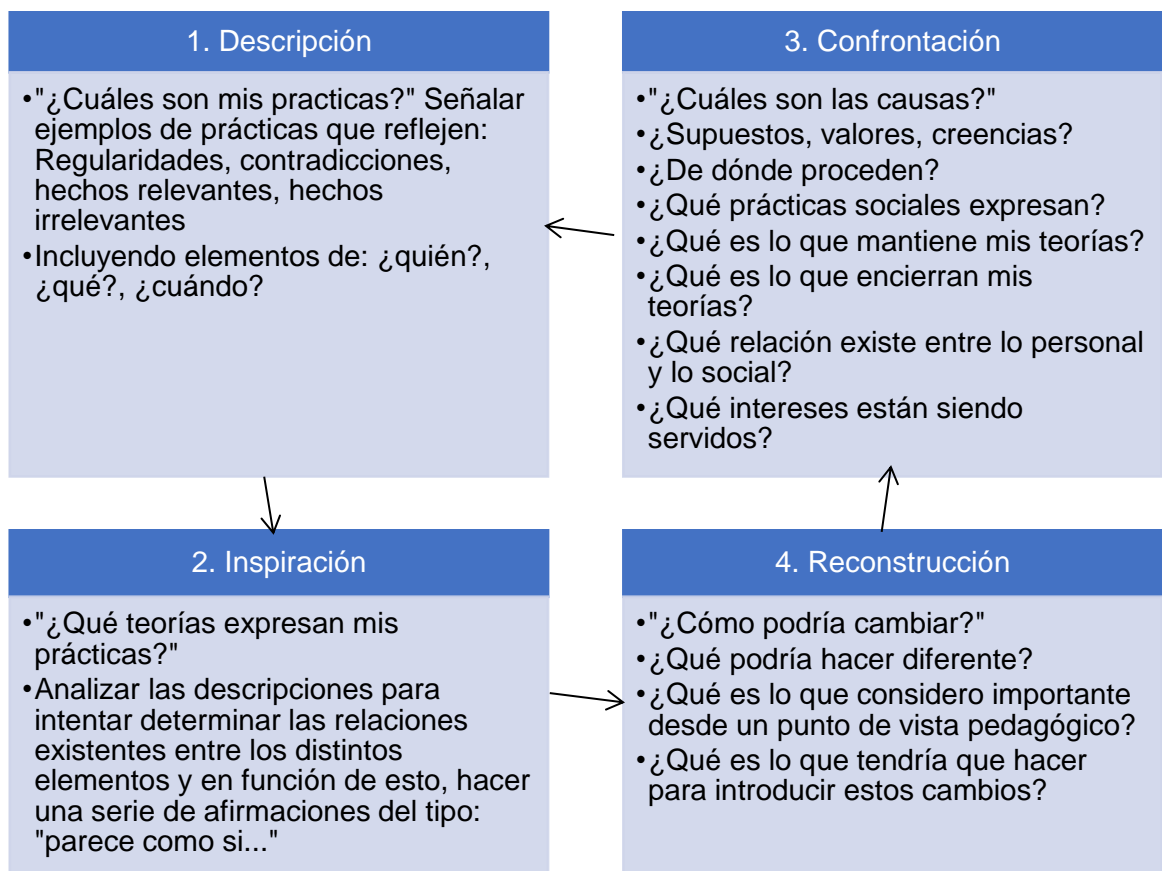 1. Descripción
•"¿Cuáles son mis practicas?" Señalar
ejemplos de prácticas que reflejen:
Regularidades, contradicciones,
hechos relevantes, hechos
irrelevantes
•Incluyendo elementos de: ¿quién?,
¿qué?, ¿cuándo?
2. Inspiración
•"¿Qué teorías expresan mis
prácticas?"
•Analizar las descripciones para
intentar determinar las relaciones
existentes entre los distintos
elementos y en función de esto, hacer
una serie de afirmaciones del tipo:
"parece como si..."
3. Confrontación
•"¿Cuáles son las causas?"
•¿Supuestos, valores, creencias?
•¿De dónde proceden?
•¿Qué prácticas sociales expresan?
•¿Qué es lo que mantiene mis teorías?
•¿Qué es lo que encierran mis
teorías?
•¿Qué relación existe entre lo personal
y lo social?
•¿Qué intereses están siendo
servidos?
4. Reconstrucción
•"¿Cómo podría cambiar?"
•¿Qué podría hacer diferente?
•¿Qué es lo que considero importante
desde un punto de vista pedagógico?
•¿Qué es lo que tendría que hacer
para introducir estos cambios?